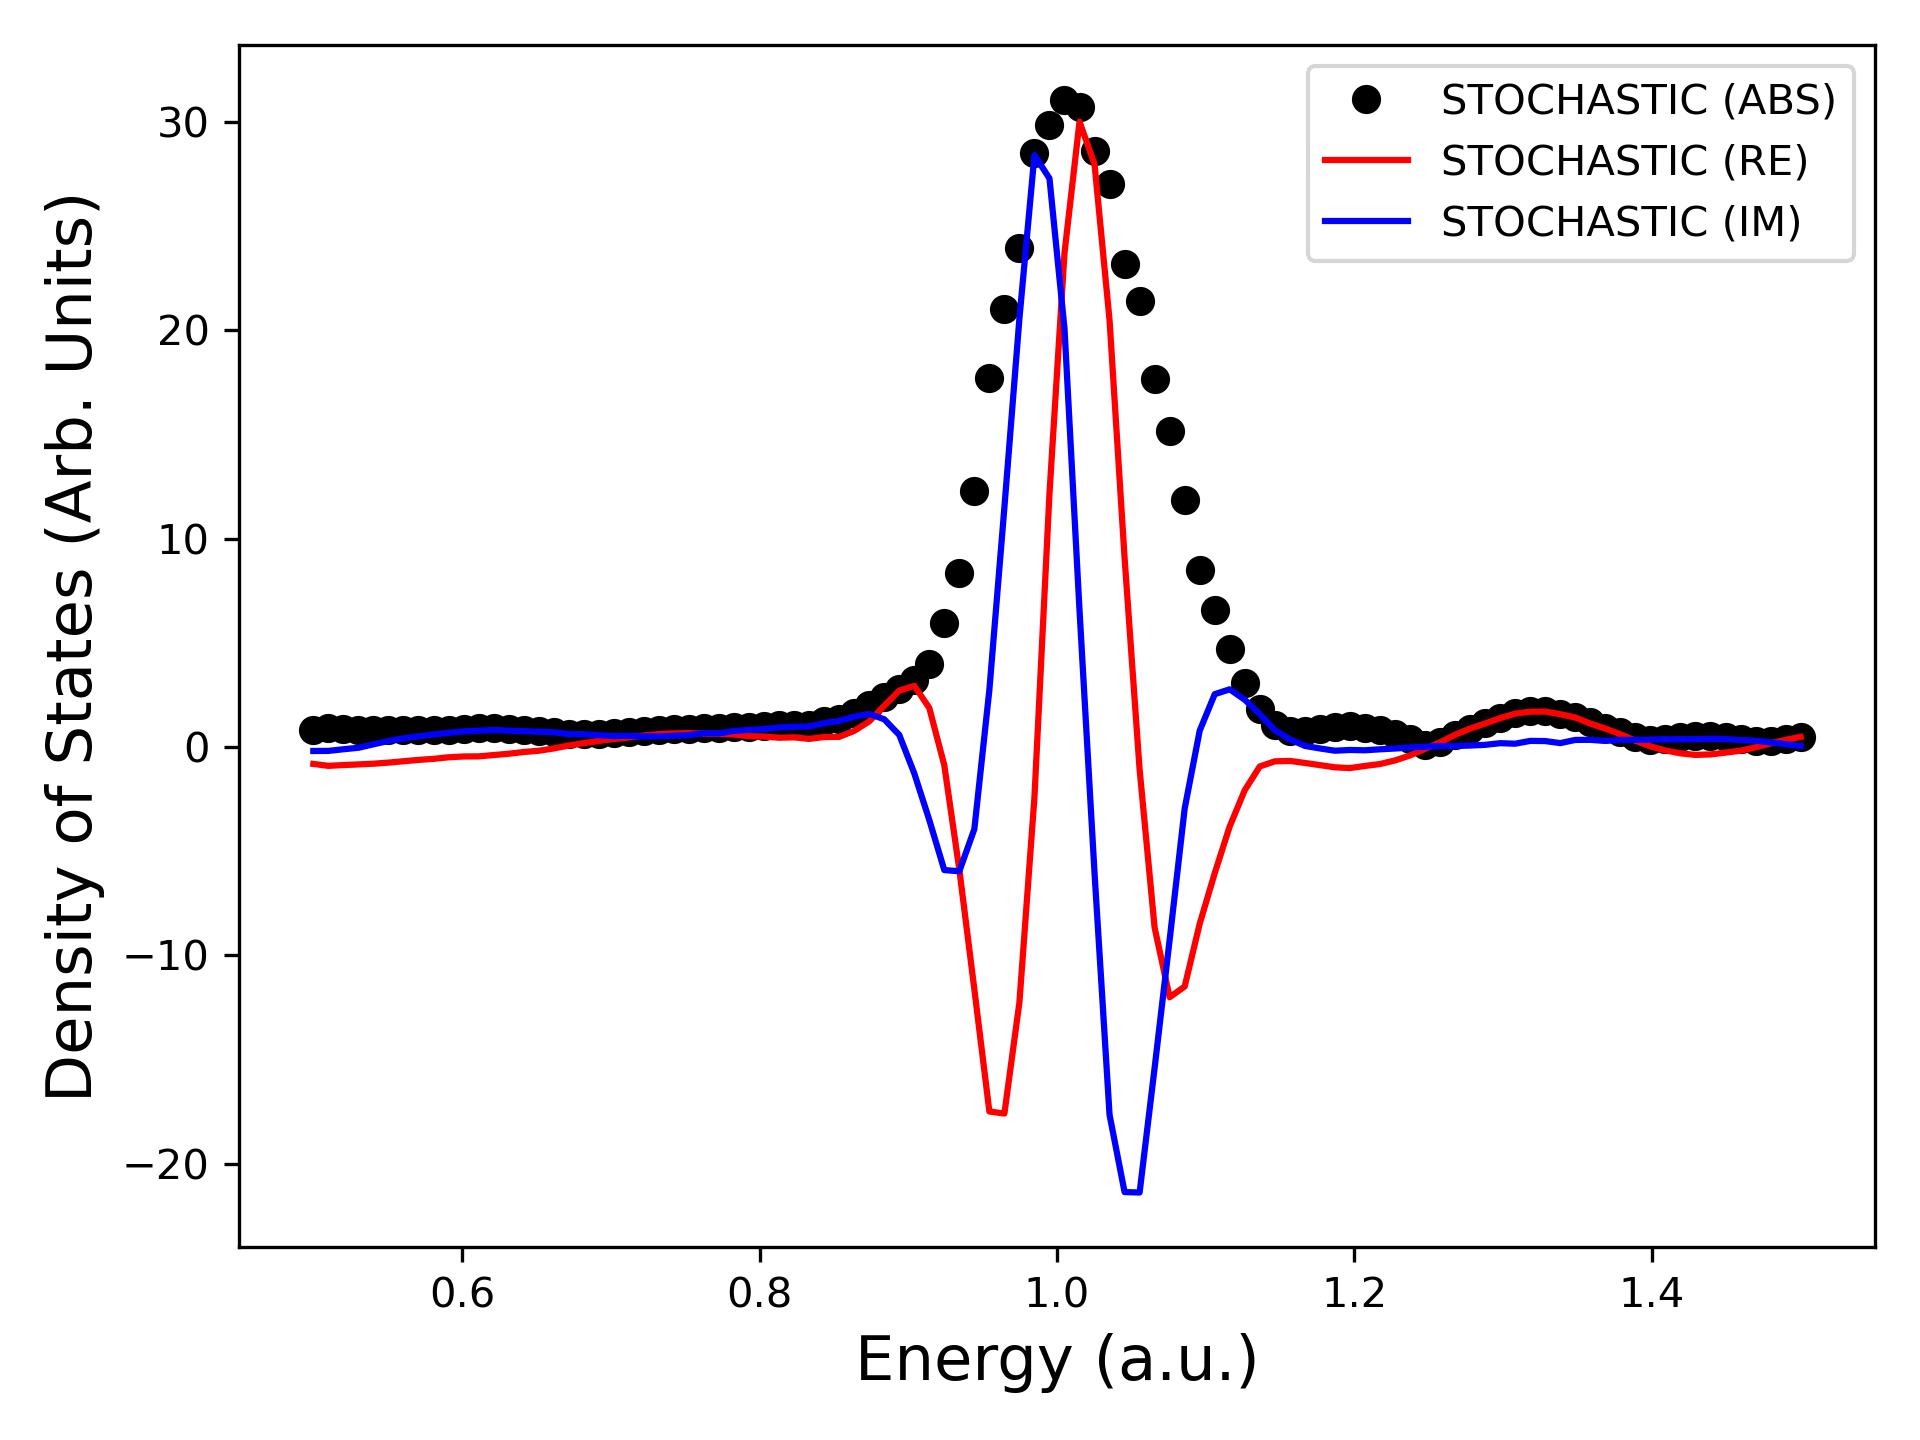 STOCHASTIC (ABS)
STOCHASTIC (RE)
STOCHASTIC (IM)
Density of States (Arb. Units)
30
20
10
0
−10
−20
0.6
0.8
1.0
1.2
1.4
Energy (a.u.)